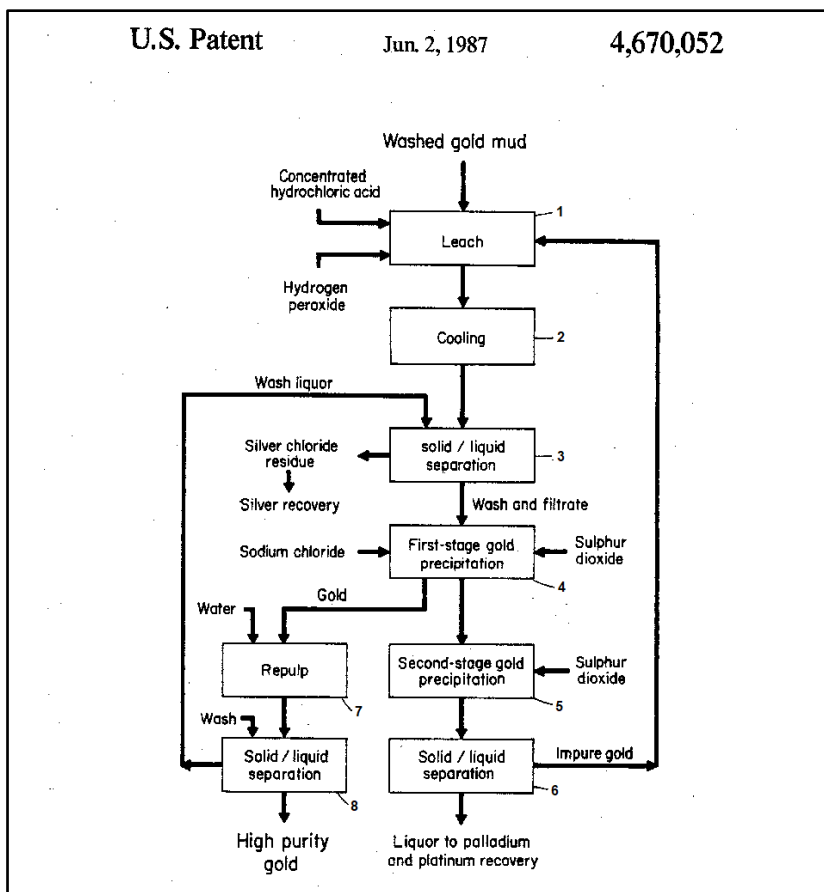 U.S. Patent Jun. 2, 1987 4,670,052
Washed gold mud
Concentrated
hydrochloric acid
1
Leach
Hydrogen
peroxide
2
Cooling
Wash liquor
Silver chloride
residue
solid / liquid
separation
3
Silver recovery
Wash and filtrate
Sodium chloride
First-stage gold
precipitation
Sulphur
dioxide
4
Gold
Water
Repulp
7
Second-stage gold
precipitation
Sulphur
dioxide
5
Wash
Solid / liquid
separation
8
Solid / liquid
separation
6
Impure gold
High purity
gold
Liquor to palladium
and platinum recovery